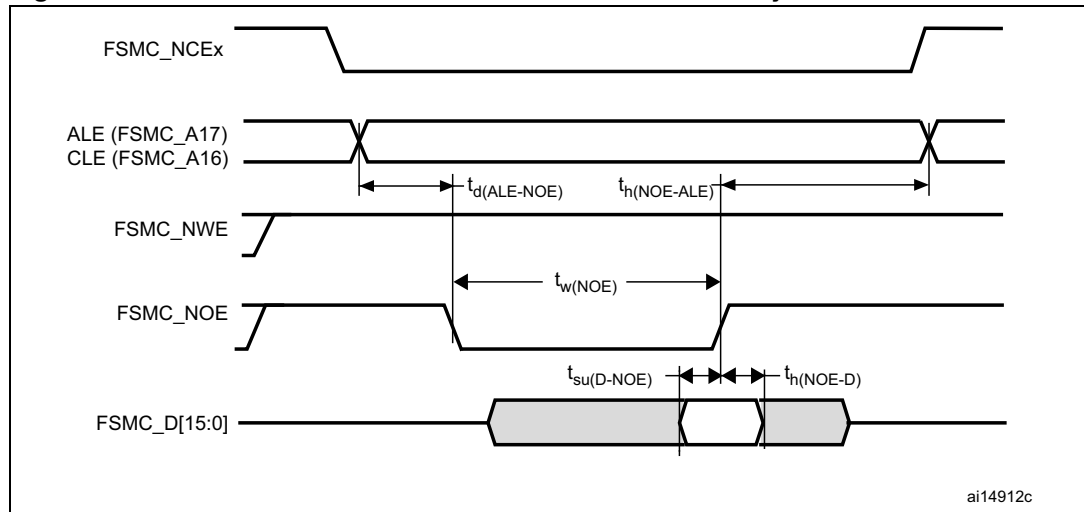 FSMC_NCEx
ALE (FSMC_A17)
CLE (FSMC_A16)
td(ALE-NOE)
th(NOE-ALE)
FSMC_NWE
tw(NOE)
FSMC_NOE
tsu(D-NOE)
th(NOE-D)
FSMC_D[15:0]
ai14912c